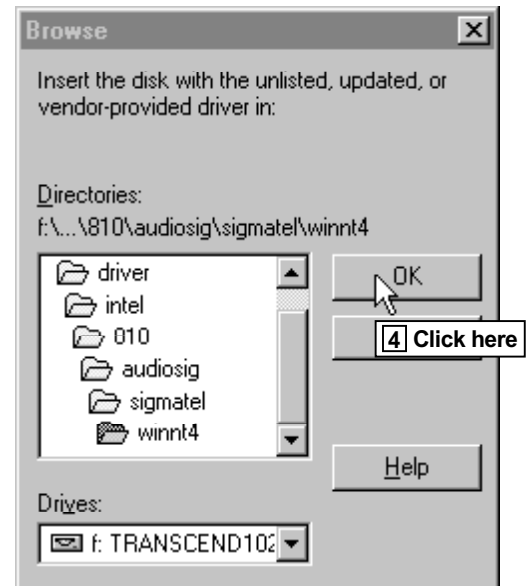 Browse
Insert the disk with the unlisted, updated, or
vendor-provided driver in:
Directories:
f:\...\810\audiosig\sigmatel\winnt4
driver
OK
intel
010
4 Click here
audiosig
sigmatel
winnt4
Help
Drives:
f: TRANSCEND102